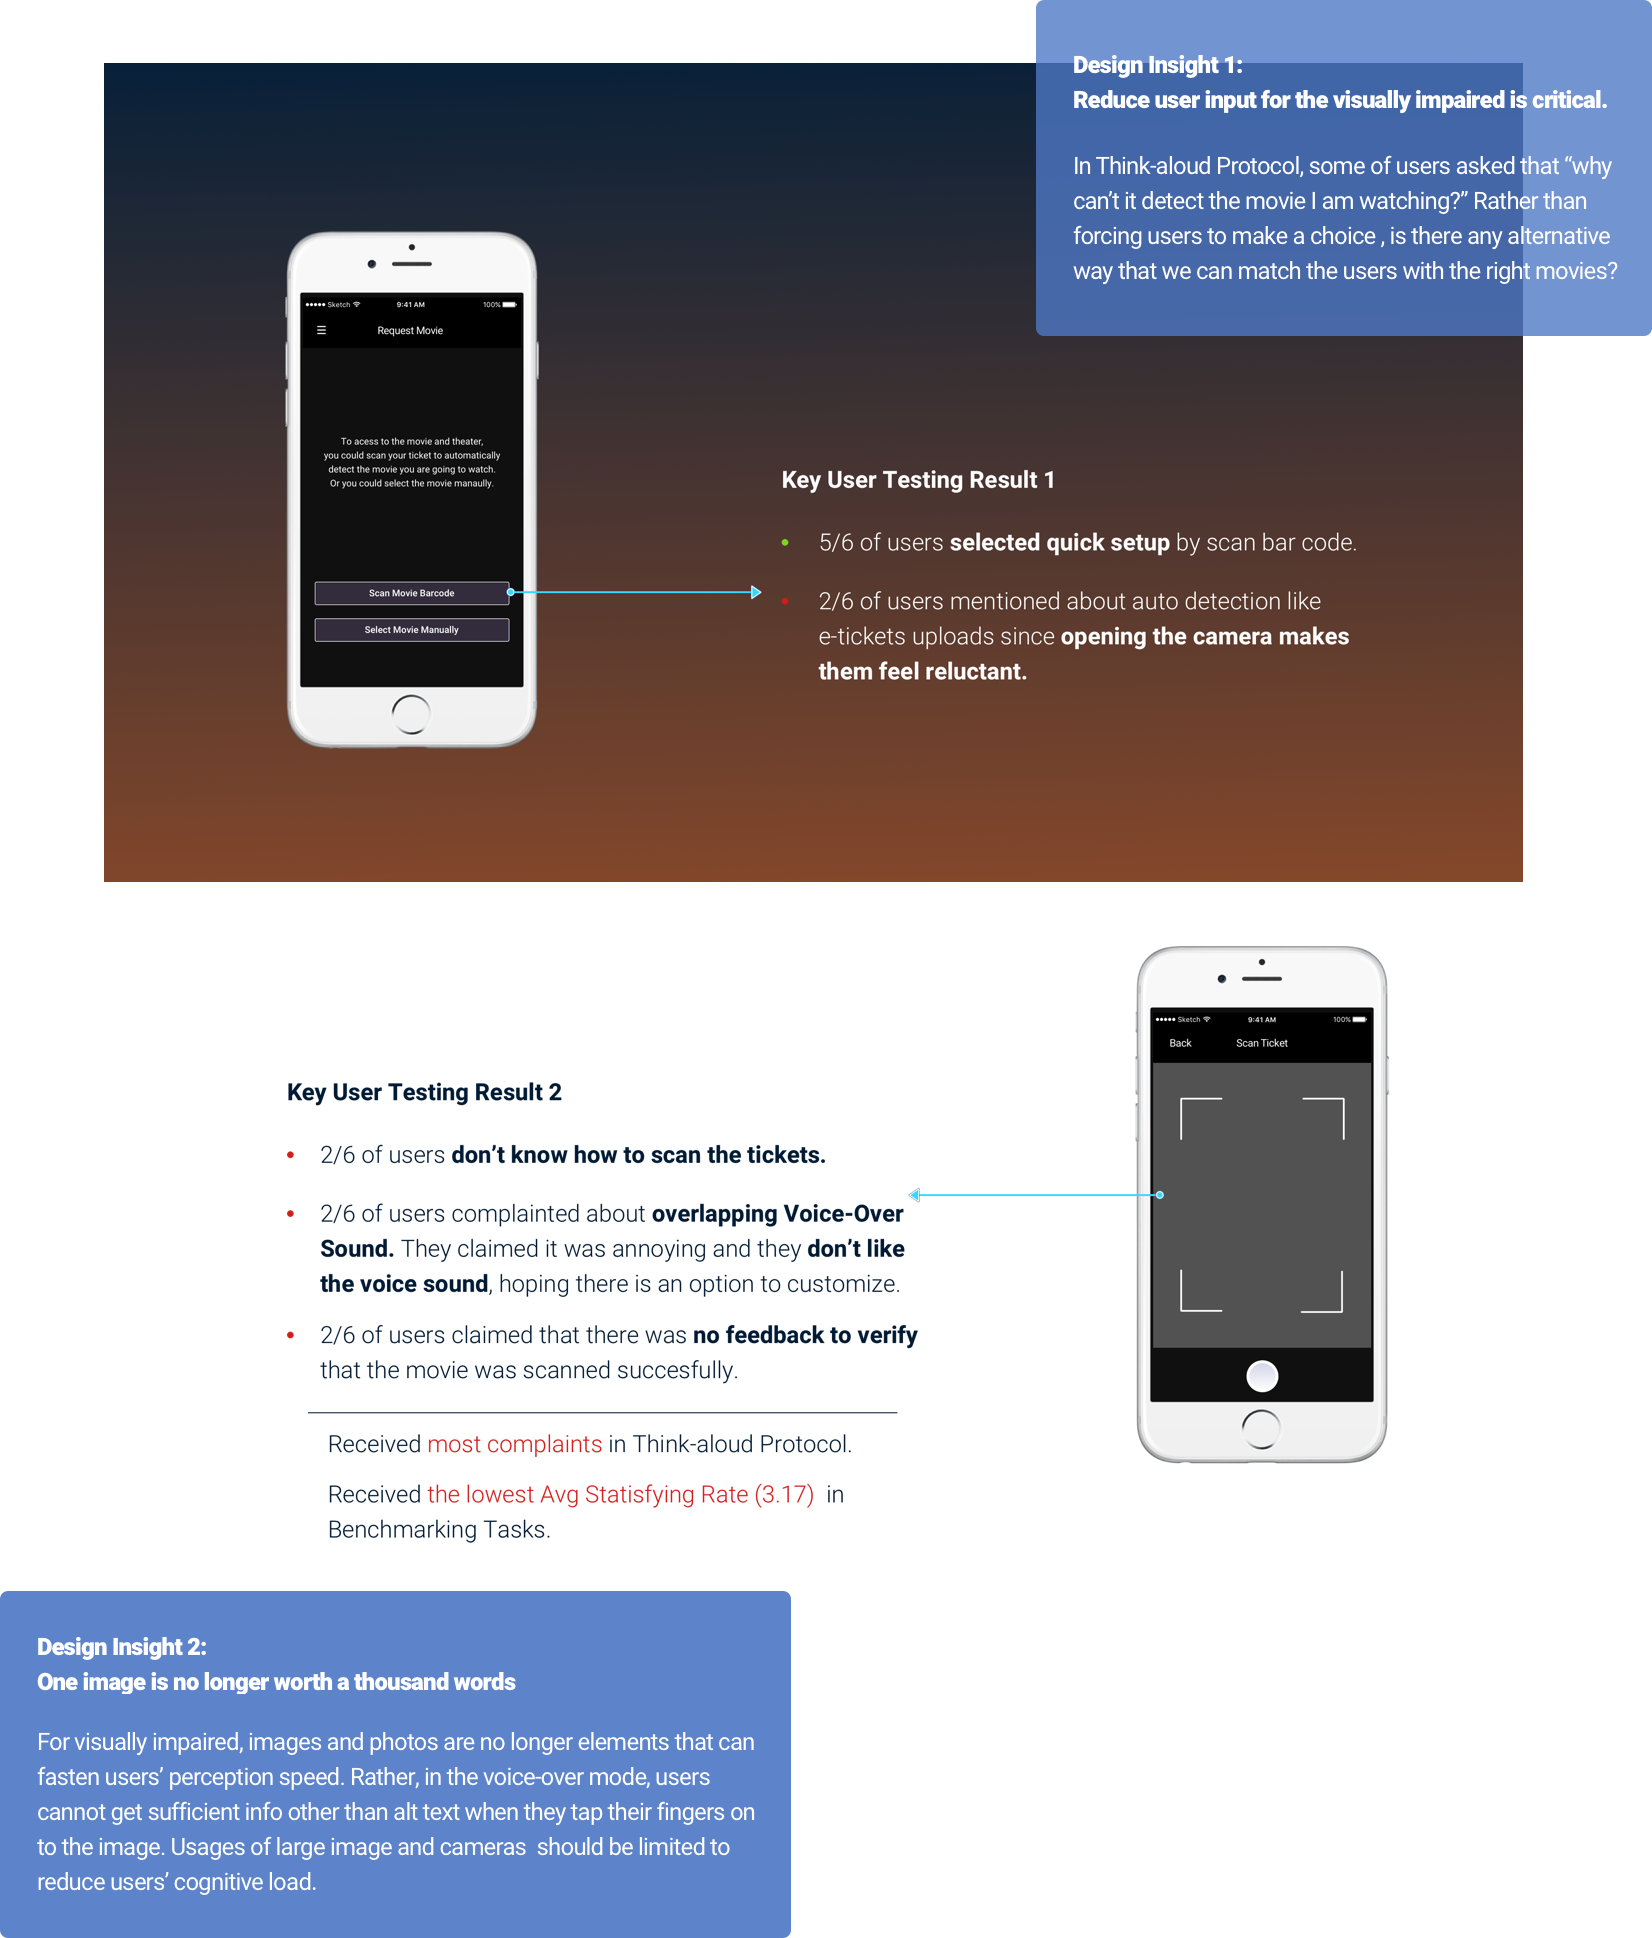 Design Insight 1:
Reduce user input for the visually impaired is critical.
In Think-aloud Protocol, some of users asked that “why
can’t it detect the movie I am watching?” Rather than
forcing users to make a choice , is there any alternative
way that we can match the users with the right movies?
Sketch 9:41 AM 100%
Request Movie
To acess to the movie and theater,
you could scan your ticket to automatically
detect the movie you are going to watch.
Or you could select the movie manaully.
Scan Movie Barcode
Select Movie Manually
Key User Testing Result 1
5/6 of users selected quick setup by scan bar code.
2/6 of users mentioned about auto detection like
e-tickets uploads since opening the camera makes
them feel reluctant.
Sketch 9:41 AM 100%
Back Scan Ticket
Key User Testing Result 2
2/6 of users don’t know how to scan the tickets.
2/6 of users complainted about overlapping Voice-Over
Sound. They claimed it was annoying and they don’t like
the voice sound, hoping there is an option to customize.
2/6 of users claimed that there was no feedback to verify
that the movie was scanned succesfully.
Received most complaints in Think-aloud Protocol.
Received the lowest Avg Statisfying Rate (3.17) in
Benchmarking Tasks.
Design Insight 2:
One image is no longer worth a thousand words
For visually impaired, images and photos are no longer elements that can
fasten users’ perception speed. Rather, in the voice-over mode, users
cannot get sufficient info other than alt text when they tap their fingers on
to the image. Usages of large image and cameras should be limited to
reduce users’ cognitive load.